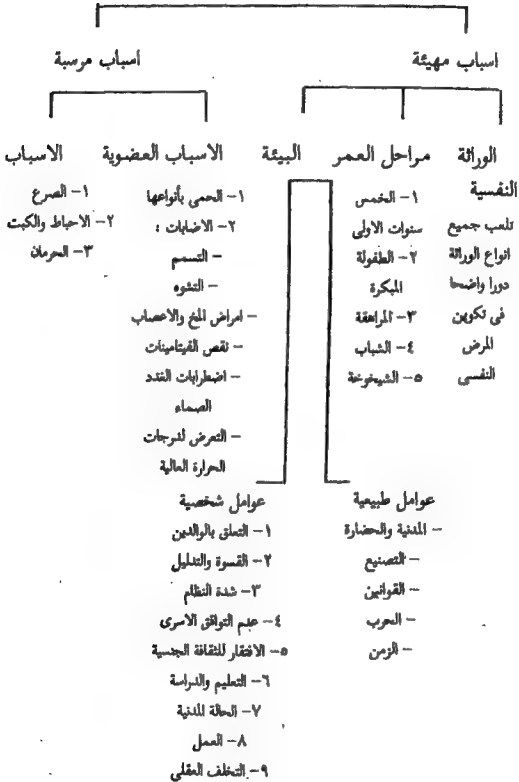 اسباب مهيئة
اسباب مرسبة
الوراثة
مراحل العمر
البيئة
الاسباب العضوية
الاسباب
النفسية
تلعب جميع
انواع الوراثة
دورا واضحا
فى تكوين
المرض
النفسى
١- الخمس
سنوات الاولى
٢- الطفولة
المبكرة
٣- المراهقة
٤- الشباب
٥- الشيخوخة
١- الحمى بأنواعها
٢- الاصابات :
- التسمم
- التشوه
- امراض المخ والاعصاب
- نقص الفيتامينات
- اضطرابات الغدد
الصماء
- التعرض لدرجات
الحرارة العالية
١- الصرع
٢- الاحباط والكبت
٣- الحرمان
عوامل طبيعية
- المدنية والحضارة
- التصنيع
- القوانين
- الحرب
- الزمن
عوامل شخصية
١- التعلق بالوالدين
٢- القسوة والتدليل
٣- شدة النظام
٤- عدم التوافق الاسرى
٥- الافتقار للثقافة الجنسية
٦- التعليم والدراسة
٧- الحالة المدنية
٨- العمل
٩- التخلف العقلى